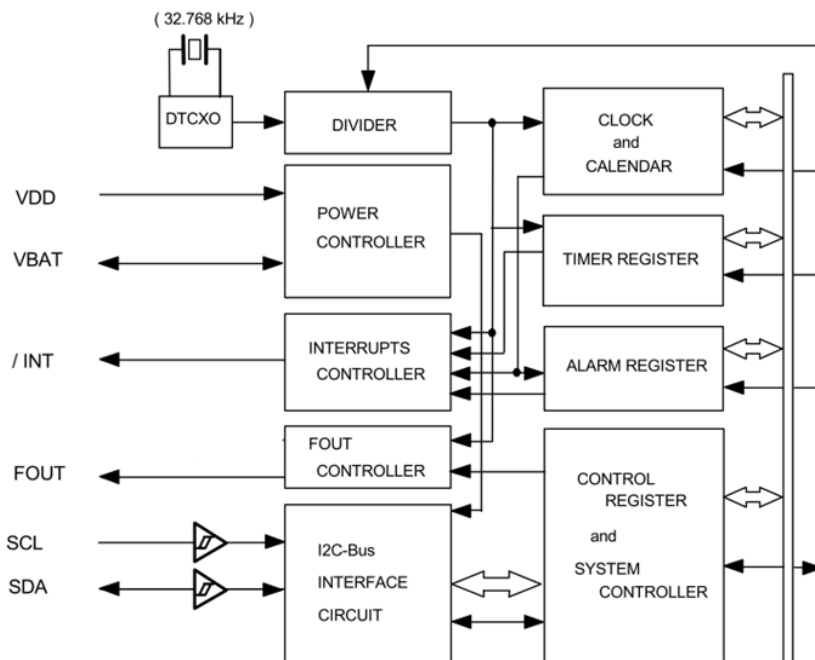 ( 32.768 kHz )
DTCXO
DIVIDER
CLOCK
and
CALENDAR
VDD
VBAT
POWER
CONTROLLER
TIMER REGISTER
/ INT
INTERRUPTS
CONTROLLER
ALARM REGISTER
FOUT
FOUT
CONTROLLER
CONTROL
REGISTER
and
SYSTEM
CONTROLLER
SCL
SDA
I2C-Bus
INTERFACE
CIRCUIT